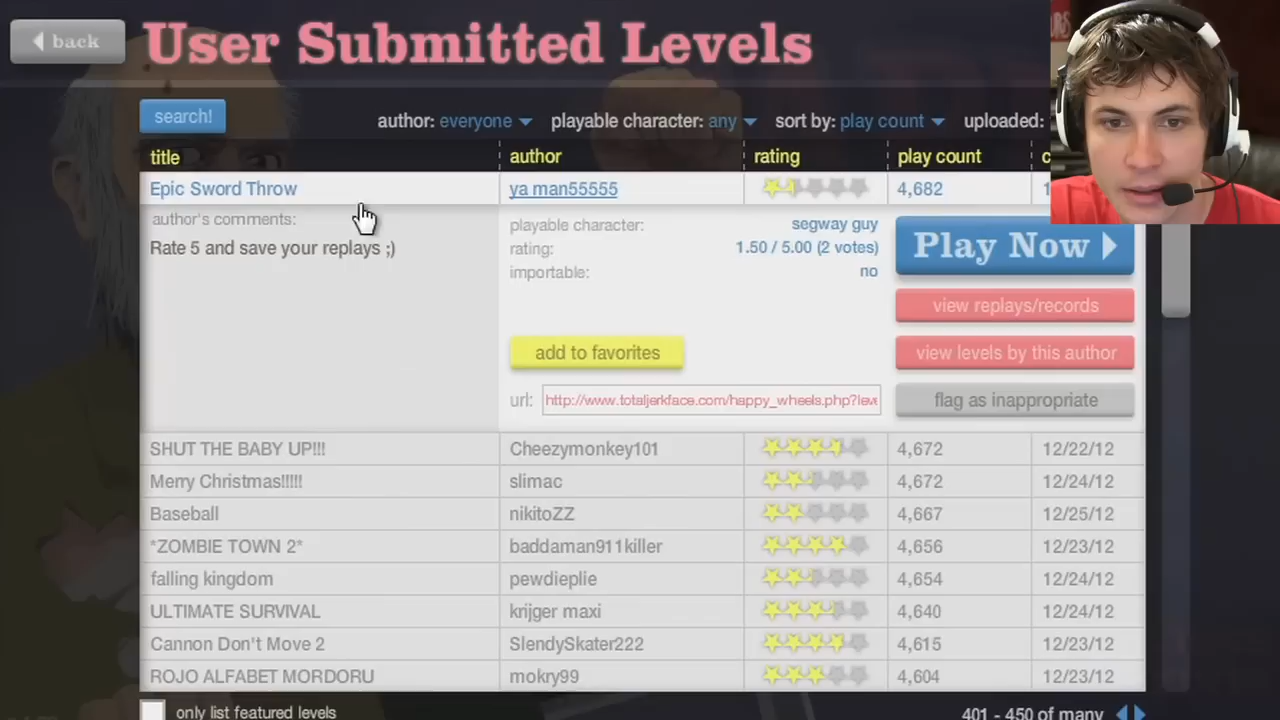 back
User Submitted Levels
search!
author: everyone playable character: any sort by: play count uploaded:
title author rating play count
Epic Sword Throw ya man55555 4,682
author's comments:
Rate 5 and save your replays ;)
playable character: segway guy
rating: 1.50 / 5.00 (2 votes)
importable: no
Play Now
view replays/records
add to favorites
view levels by this author
url: http://www.totaljerkface.com/happy_wheels.php?lev
flag as inappropriate
SHUT THE BABY UP!!! Cheezymonkey101 4,672 12/22/12
Merry Christmas!!!!! slimac 4,672 12/24/12
Baseball nikitoZZ 4,667 12/25/12
*ZOMBIE TOWN 2* baddaman911killer 4,656 12/23/12
falling kingdom pewdieplie 4,654 12/24/12
ULTIMATE SURVIVAL krijger maxi 4,640 12/24/12
Cannon Don't Move 2 SlendySkater222 4,615 12/23/12
ROJO ALFABET MORDORU mokry99 4,604 12/23/12
only list featured levels
401 - 450 of many